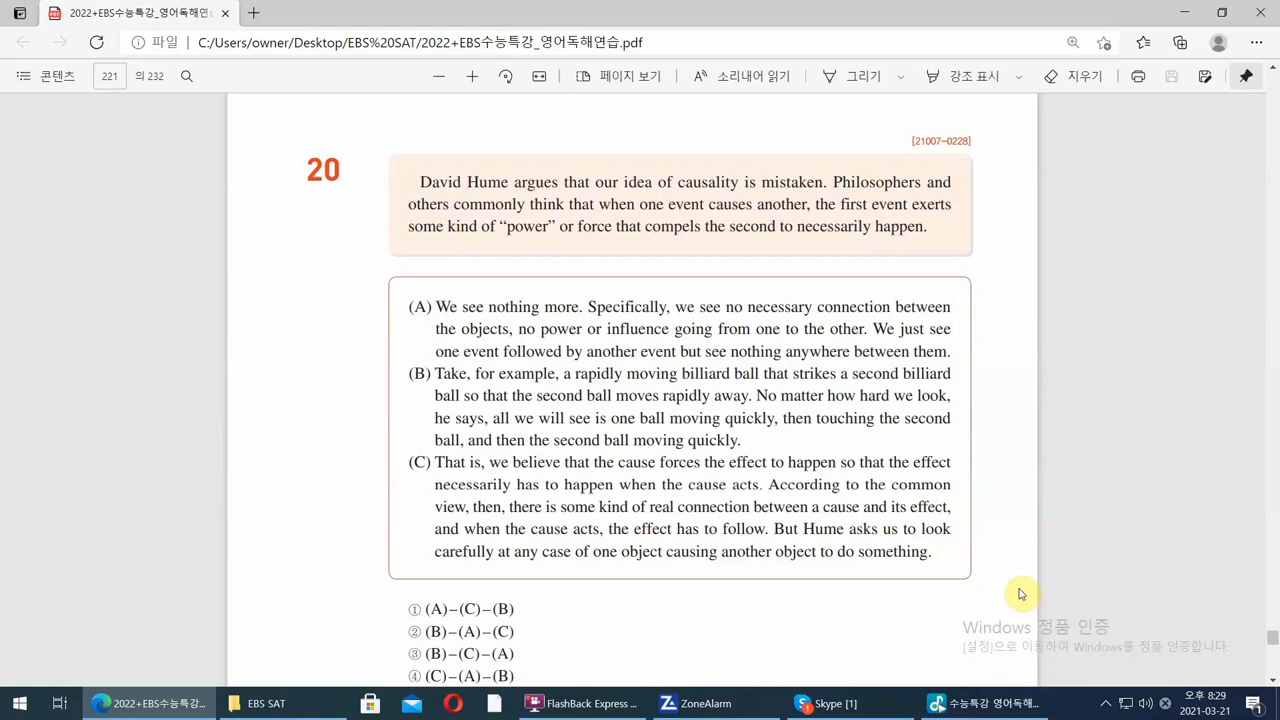 2022+EBS수능특강_영어독해연
파일
C:/Users/owner/Desktop/EBS%20SAT/2022+EBS수능특강_영어독해연습.pdf
콘텐츠 221 의 232 페이지 보기 소리내어 읽기 그리기 강조 표시 지우기
[21007-0228]
20
David Hume argues that our idea of causality is mistaken. Philosophers and
others commonly think that when one event causes another, the first event exerts
some kind of “power” or force that compels the second to necessarily happen.
(A) We see nothing more. Specifically, we see no necessary connection between
the objects, no power or influence going from one to the other. We just see
one event followed by another event but see nothing anywhere between them.
(B) Take, for example, a rapidly moving billiard ball that strikes a second billiard
ball so that the second ball moves rapidly away. No matter how hard we look,
he says, all we will see is one ball moving quickly, then touching the second
ball, and then the second ball moving quickly.
(C) That is, we believe that the cause forces the effect to happen so that the effect
necessarily has to happen when the cause acts. According to the common
view, then, there is some kind of real connection between a cause and its effect,
and when the cause acts, the effect has to follow. But Hume asks us to look
carefully at any case of one object causing another object to do something.
① (A)–(C)–(B)
② (B)–(A)–(C)
③ (B)–(C)–(A)
④ (C)–(A)–(B)
Windows 정품 인증
[설정]으로 이동하여 Windows를 정품 인증합니다.
2022+EBS수능특강_... EBS SAT FlashBack Express ... ZoneAlarm Skype [1] 수능특강 영어독해... 오후 8:29
2021-03-21